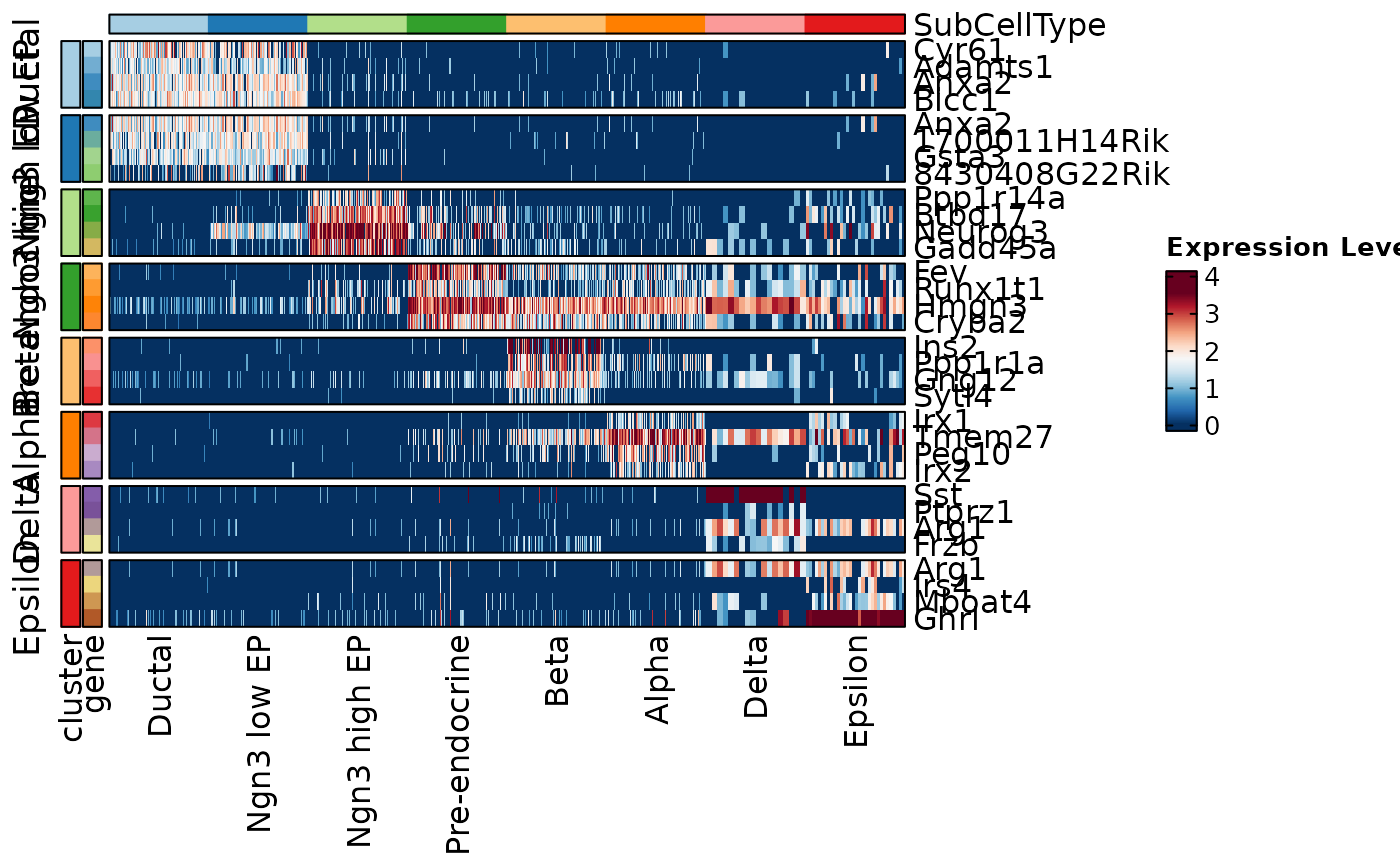 SubCellType
Cyr61
Adamts1
Anxa2
Bicc1
Anxa2
1700011H14Rik
Gsta3
8430408G22Rik
Ppp1r14a
Btbd17
Neurog3
Gadd45a
Fev
Runx1t1
Hmgn3
Cryba2
Ins2
Ppp1r1a
Gng12
Sytl4
Irx1
Tmem27
Peg10
Irx2
Sst
Ptprz1
Arg1
Frzb
Arg1
Irs4
Mboat4
Ghrl
Ductal
Alpha
Delta
Epsilon
cluster
gene
Ductal
Ngn3 low EP
Ngn3 high EP
Pre-endocrine
Beta
Alpha
Delta
Epsilon
Expression Leve
4
3
2
1
0